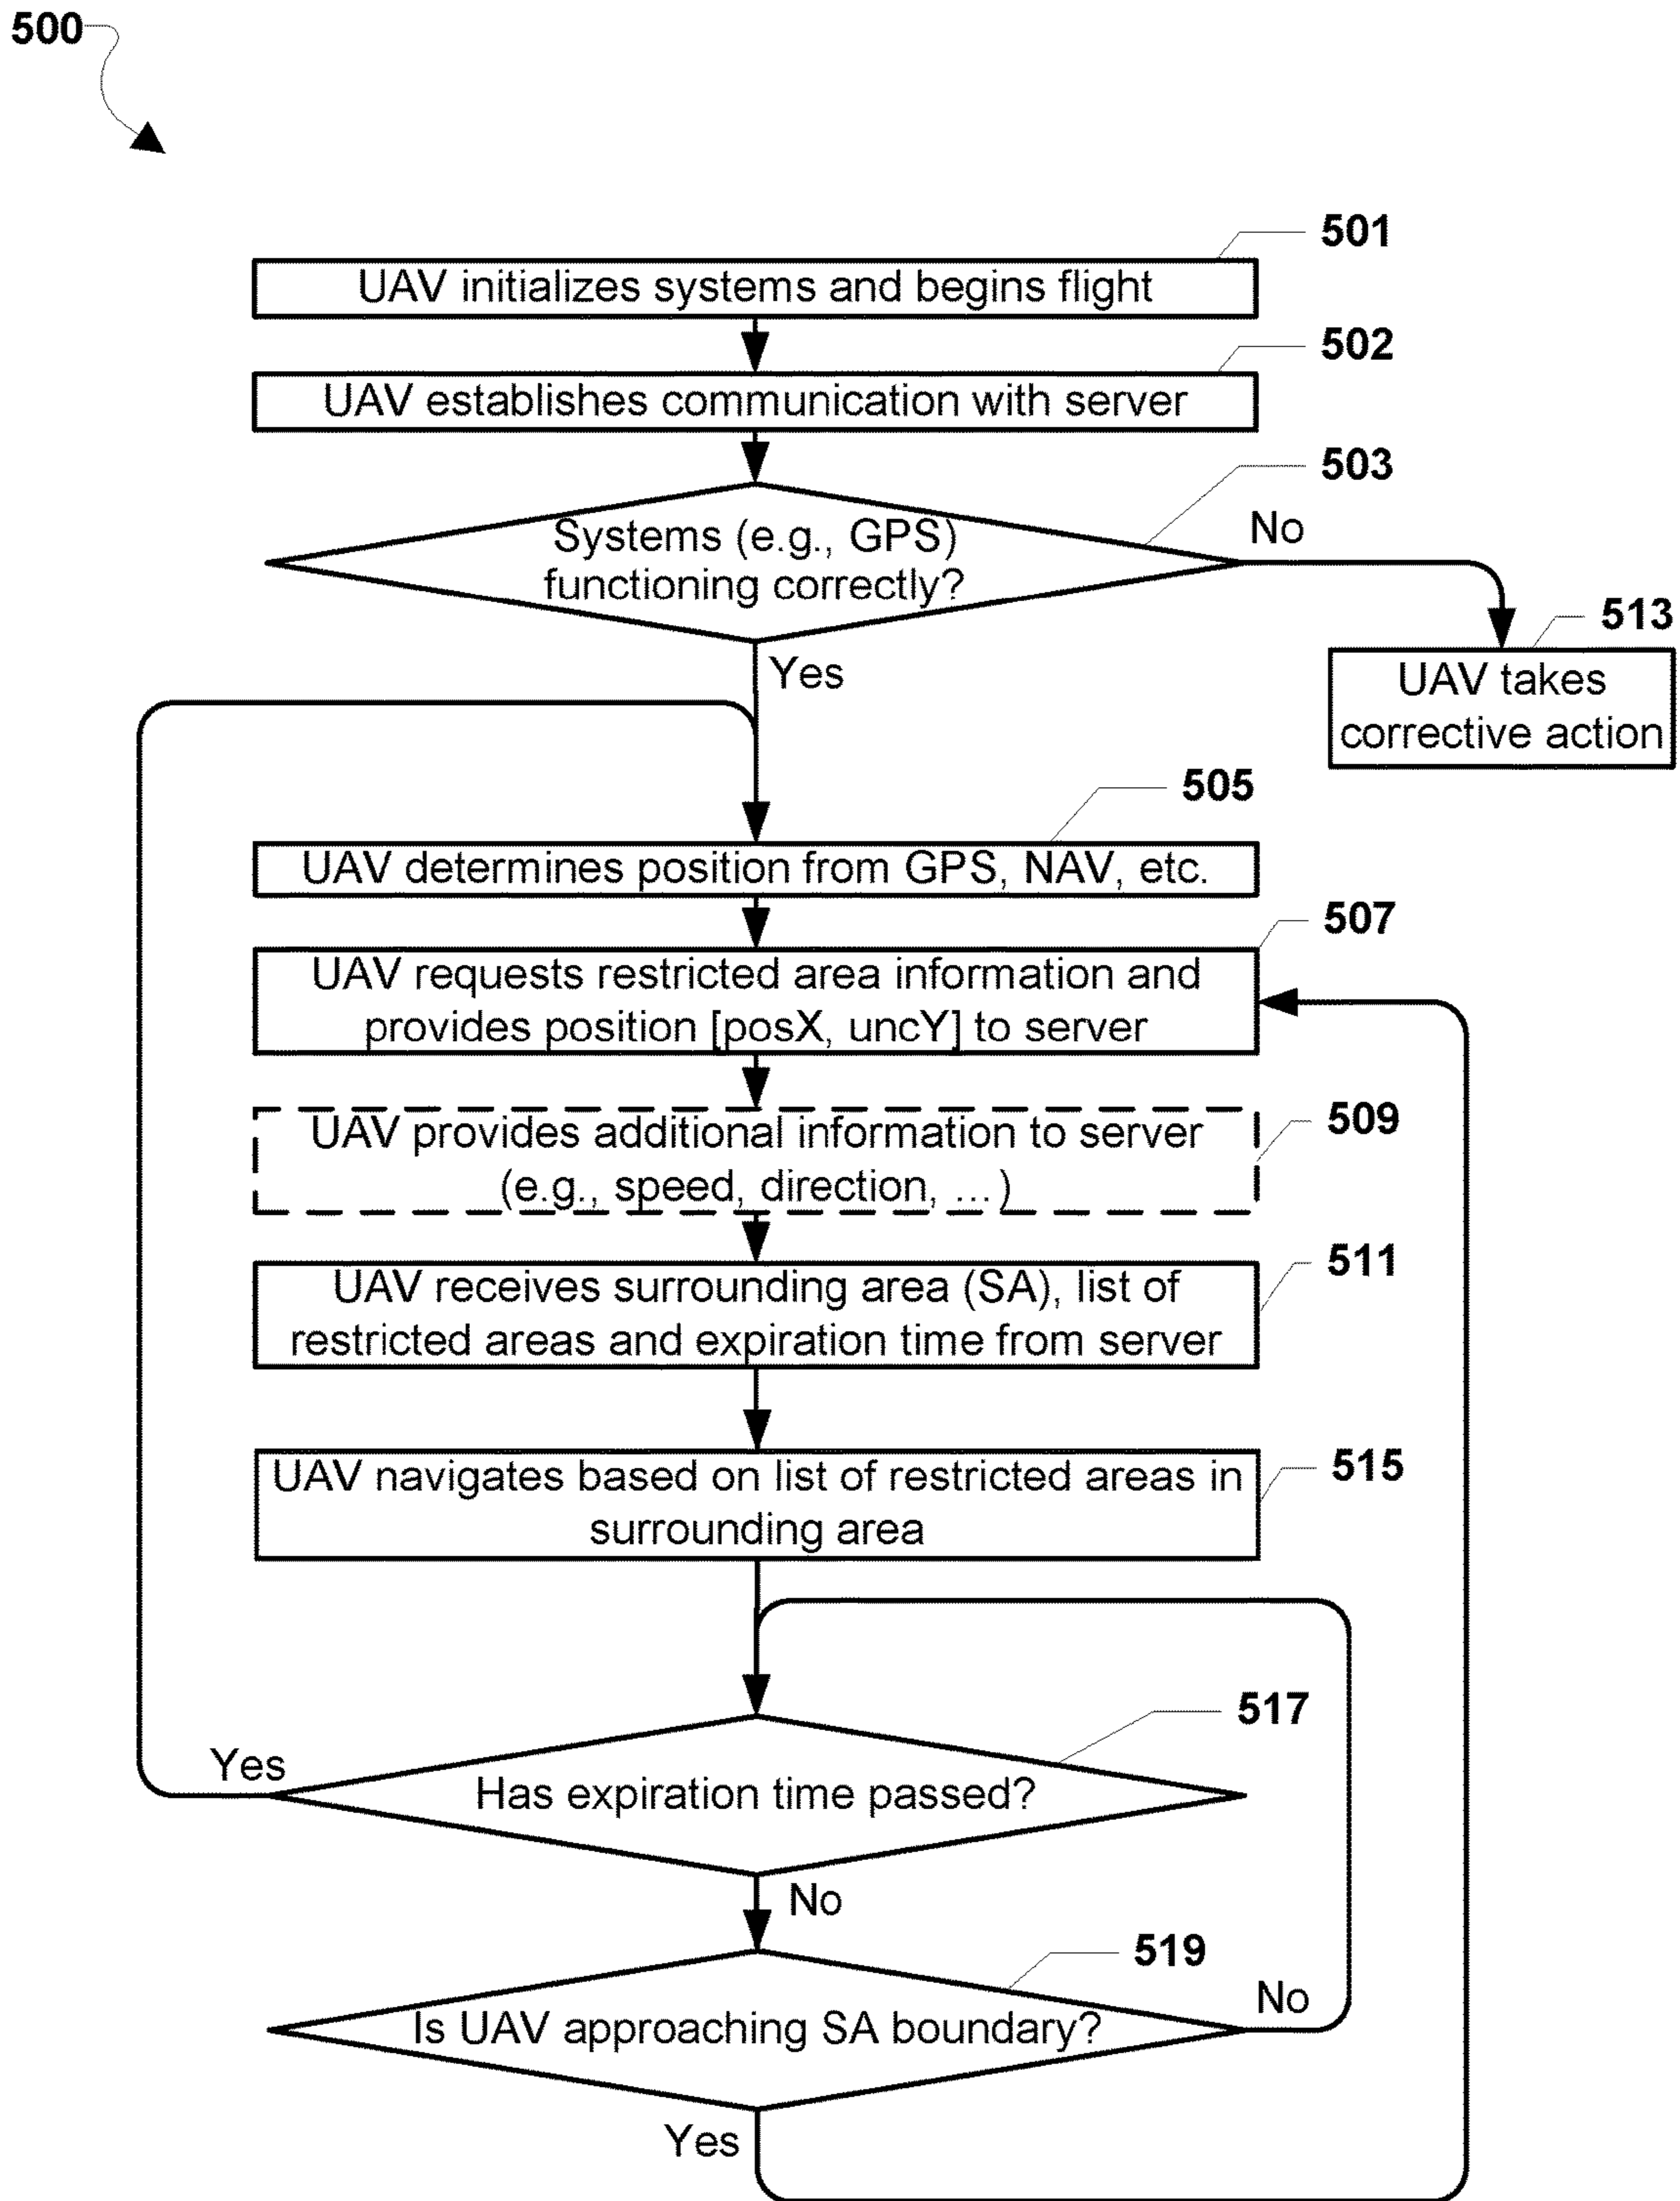 500
501
UAV initializes systems and begins flight
502
UAV establishes communication with server
503
Systems (e.g., GPS)
functioning correctly?
No
513
UAV takes
corrective action
Yes
505
UAV determines position from GPS, NAV, etc.
507
UAV requests restricted area information and
provides position [posX, uncY] to server
509
UAV provides additional information to server
(e.g., speed, direction, ...)
511
UAV receives surrounding area (SA), list of
restricted areas and expiration time from server
515
UAV navigates based on list of restricted areas in
surrounding area
517
Yes
Has expiration time passed?
No
519
Is UAV approaching SA boundary?
No
Yes